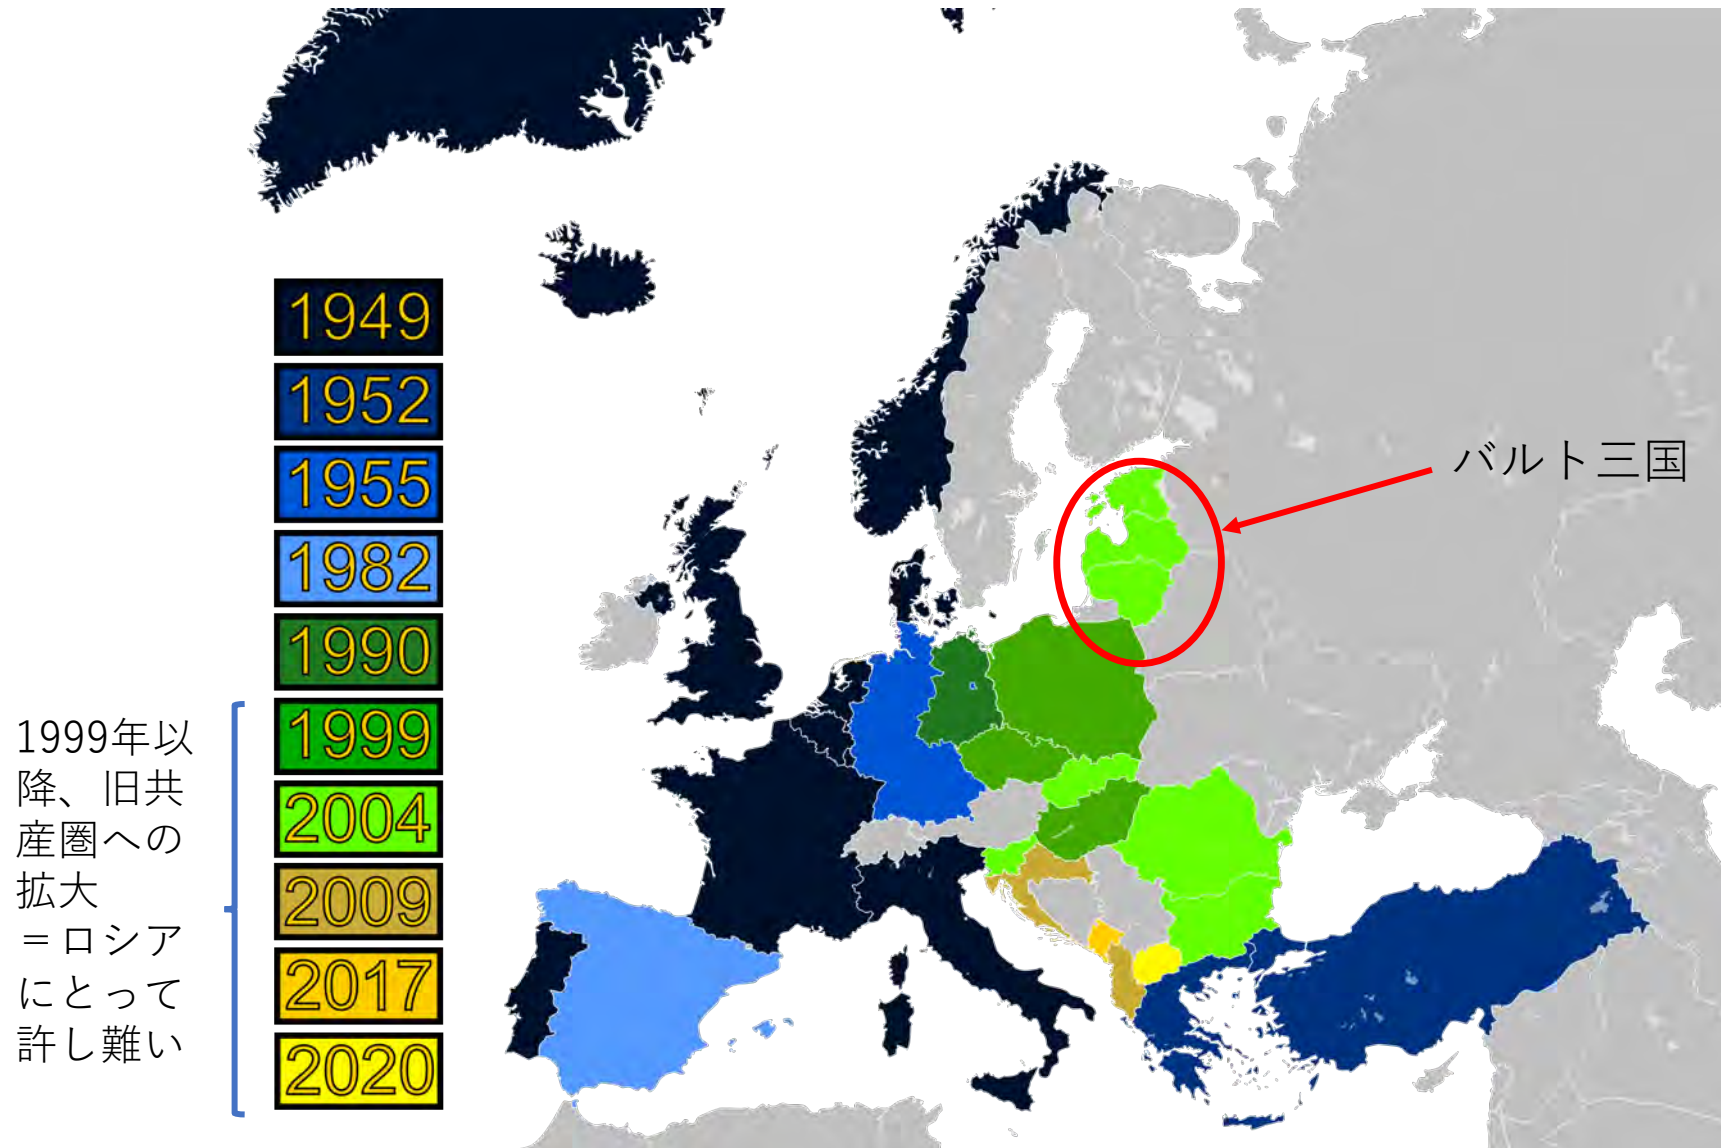 1949
1952
1955
1982
1990
1999
2004
2009
2017
2020
1999年以
降、旧共
産圏への
拡大
＝ロシア
にとって
許し難い
バルト三国